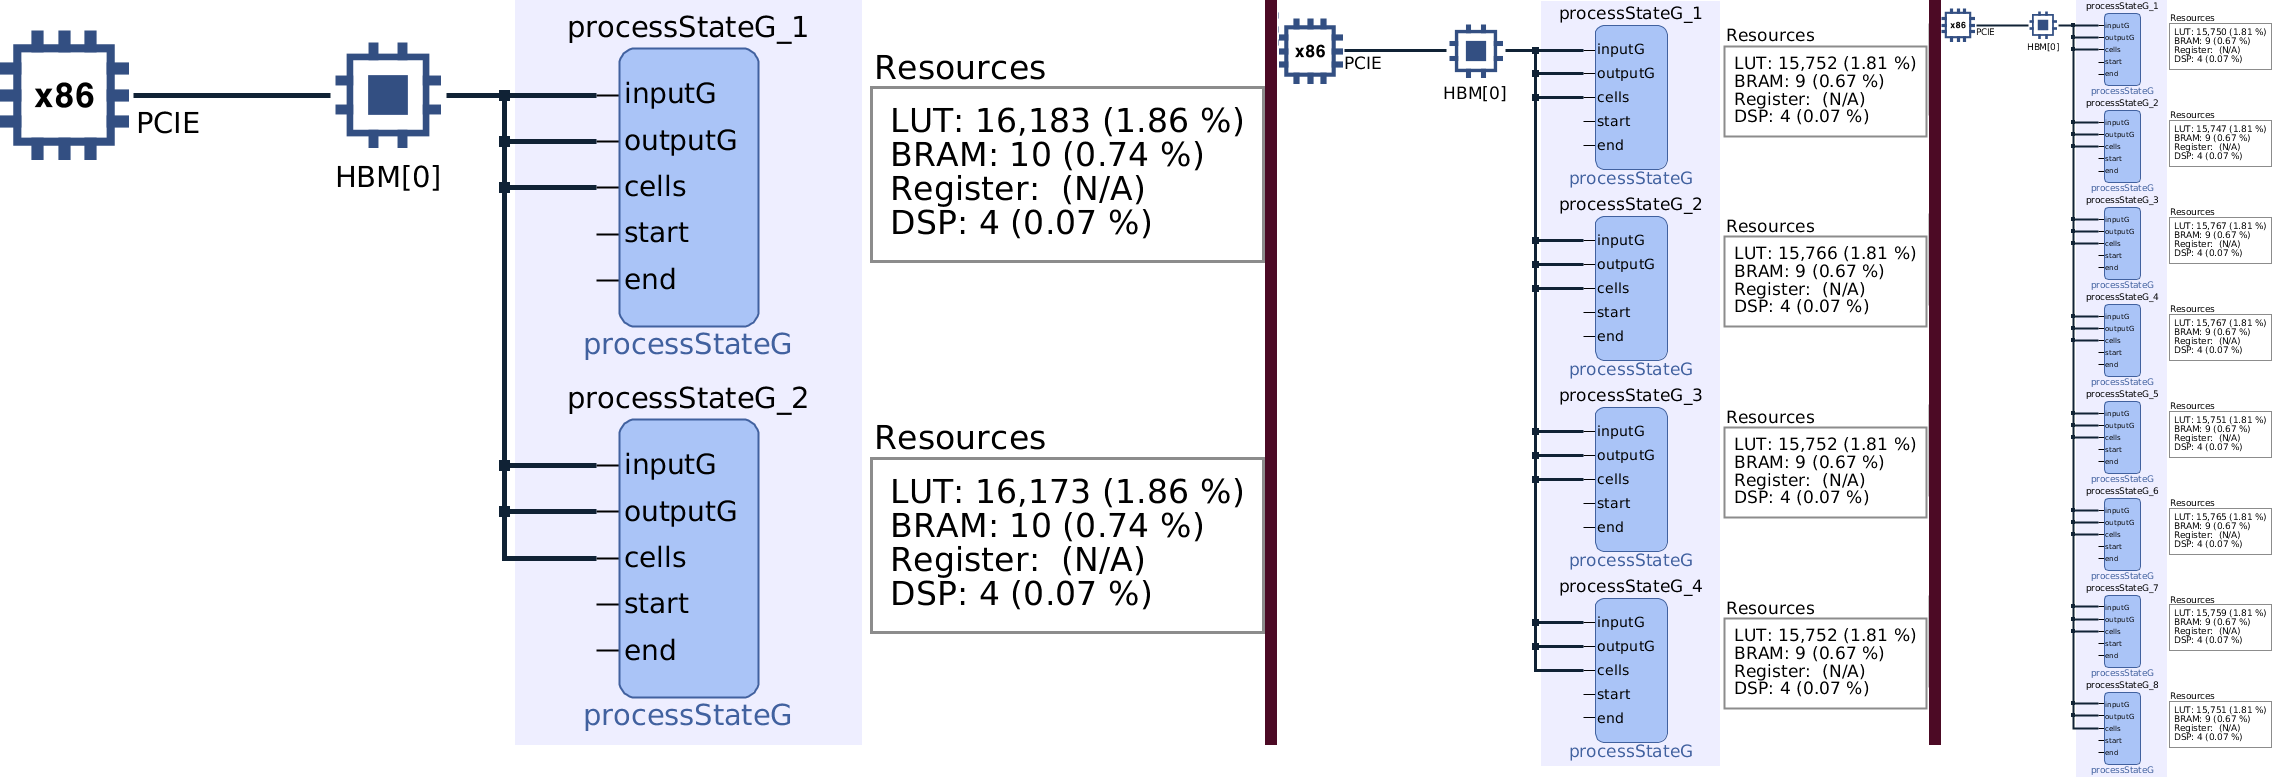 x86
PCIE
HBM[0]
processStateG_1
inputG
outputG
cells
start
end
processStateG
Resources
LUT: 16,183 (1.86 %)
BRAM: 10 (0.74 %)
Register:  (N/A)
DSP: 4 (0.07 %)
processStateG_2
inputG
outputG
cells
start
end
processStateG
Resources
LUT: 16,173 (1.86 %)
BRAM: 10 (0.74 %)
Register:  (N/A)
DSP: 4 (0.07 %)
x86
PCIE
HBM[0]
processStateG_1
inputG
outputG
cells
start
end
processStateG
Resources
LUT: 15,752 (1.81 %)
BRAM: 9 (0.67 %)
Register:  (N/A)
DSP: 4 (0.07 %)
processStateG_2
inputG
outputG
cells
start
end
processStateG
Resources
LUT: 15,766 (1.81 %)
BRAM: 9 (0.67 %)
Register:  (N/A)
DSP: 4 (0.07 %)
processStateG_3
inputG
outputG
cells
start
end
processStateG
Resources
LUT: 15,752 (1.81 %)
BRAM: 9 (0.67 %)
Register:  (N/A)
DSP: 4 (0.07 %)
processStateG_4
inputG
outputG
cells
start
end
processStateG
Resources
LUT: 15,752 (1.81 %)
BRAM: 9 (0.67 %)
Register:  (N/A)
DSP: 4 (0.07 %)
x86
PCIE
HBM[0]
processStateG_1
inputG
outputG
cells
start
end
processStateG
Resources
LUT: 15,750 (1.81 %)
BRAM: 9 (0.67 %)
Register:  (N/A)
DSP: 4 (0.07 %)
processStateG_2
inputG
outputG
cells
start
end
processStateG
Resources
LUT: 15,747 (1.81 %)
BRAM: 9 (0.67 %)
Register:  (N/A)
DSP: 4 (0.07 %)
processStateG_3
inputG
outputG
cells
start
end
processStateG
Resources
LUT: 15,767 (1.81 %)
BRAM: 9 (0.67 %)
Register:  (N/A)
DSP: 4 (0.07 %)
processStateG_4
inputG
outputG
cells
start
end
processStateG
Resources
LUT: 15,767 (1.81 %)
BRAM: 9 (0.67 %)
Register:  (N/A)
DSP: 4 (0.07 %)
processStateG_5
inputG
outputG
cells
start
end
processStateG
Resources
LUT: 15,751 (1.81 %)
BRAM: 9 (0.67 %)
Register:  (N/A)
DSP: 4 (0.07 %)
processStateG_6
inputG
outputG
cells
start
end
processStateG
Resources
LUT: 15,765 (1.81 %)
BRAM: 9 (0.67 %)
Register:  (N/A)
DSP: 4 (0.07 %)
processStateG_7
inputG
outputG
cells
start
end
processStateG
Resources
LUT: 15,759 (1.81 %)
BRAM: 9 (0.67 %)
Register:  (N/A)
DSP: 4 (0.07 %)
processStateG_8
inputG
outputG
cells
start
end
processStateG
Resources
LUT: 15,751 (1.81 %)
BRAM: 9 (0.67 %)
Register:  (N/A)
DSP: 4 (0.07 %)